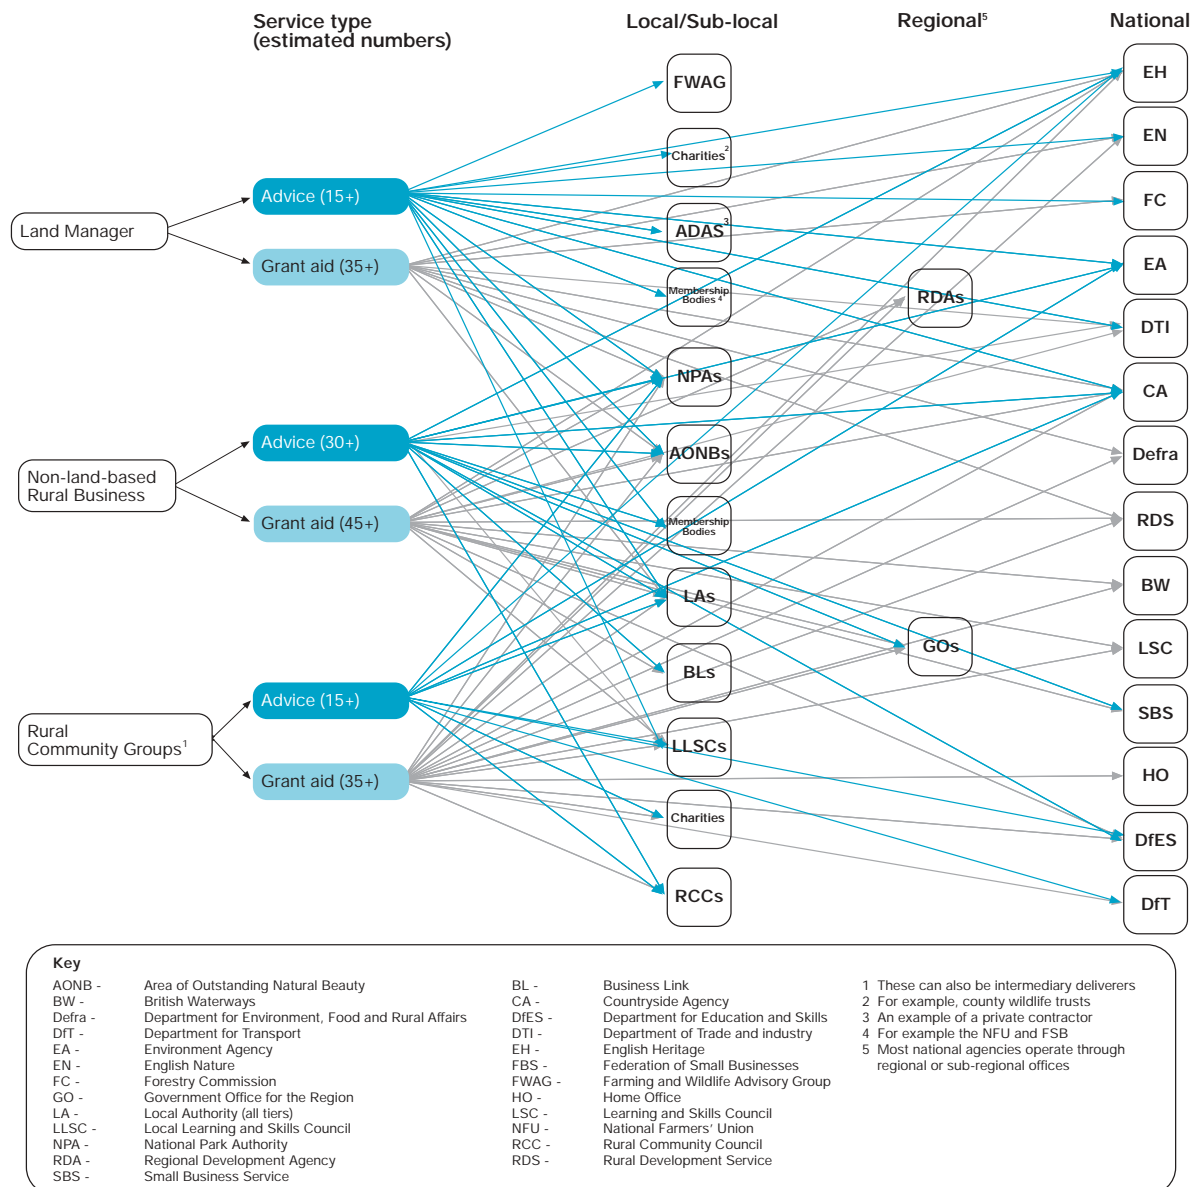 Service type
(estimated numbers)
Local/Sub-local
Regional5
National
FWAG
Charities2
ADAS3
Membership
Bodies 4
NPAs
AONBs
Membership
Bodies
LAs
BLs
LLSCs
Charities
RCCs
RDAs
GOs
EH
EN
FC
EA
DTI
CA
Defra
RDS
BW
LSC
SBS
HO
DfES
DfT
Land Manager
Advice (15+)
Grant aid (35+)
Non-land-based
Rural Business
Advice (30+)
Grant aid (45+)
Rural
Community Groups1
Advice (15+)
Grant aid (35+)
Key
AONB - Area of Outstanding Natural Beauty
BW - British Waterways
Defra - Department for Environment, Food and Rural Affairs
DfT - Department for Transport
EA - Environment Agency
EN - English Nature
FC - Forestry Commission
GO - Government Office for the Region
LA - Local Authority (all tiers)
LLSC - Local Learning and Skills Council
NPA - National Park Authority
RDA - Regional Development Agency
SBS - Small Business Service
BL - Business Link
CA - Countryside Agency
DfES - Department for Education and Skills
DTI - Department of Trade and industry
EH - English Heritage
FBS - Federation of Small Businesses
FWAG - Farming and Wildlife Advisory Group
HO - Home Office
LSC - Learning and Skills Council
NFU - National Farmers' Union
RCC - Rural Community Council
RDS - Rural Development Service
1 These can also be intermediary deliverers
2 For example, county wildlife trusts
3 An example of a private contractor
4 For example the NFU and FSB
5 Most national agencies operate through
regional or sub-regional offices